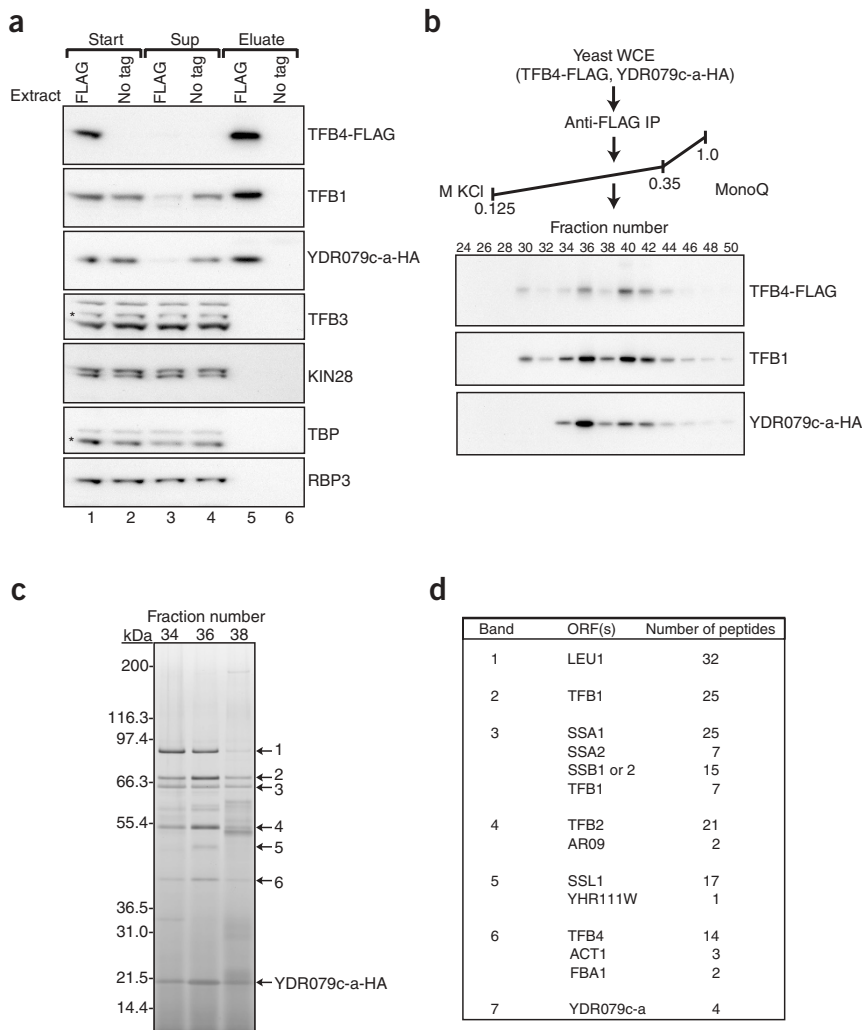 a
Start Sup Eluate
Extract FLAG No tag FLAG No tag FLAG No tag
TFB4-FLAG
TFB1
YDR079c-a-HA
* TFB3
KIN28
* TBP
RBP3
1 2 3 4 5 6
b
Yeast WCE
(TFB4-FLAG, YDR079c-a-HA)
Anti-FLAG IP
1.0
M KCl 0.35 MonoQ
0.125
Fraction number
24 26 28 30 32 34 36 38 40 42 44 46 48 50
TFB4-FLAG
TFB1
YDR079c-a-HA
c
Fraction number
kDa 34 36 38
200-
116.3-
97.4-
1
2
66.3-
3
55.4-
4
5
6
36.5-
31.0-
21.5-
YDR079c-a-HA
14.4-
d
Band ORF(s) Number of peptides
1 LEU1 32
2 TFB1 25
3 SSA1 25
SSA2 7
SSB1 or 2 15
TFB1 7
4 TFB2 21
AR09 2
5 SSL1 17
YHR111W 1
6 TFB4 14
ACT1 3
FBA1 2
7 YDR079c-a 4